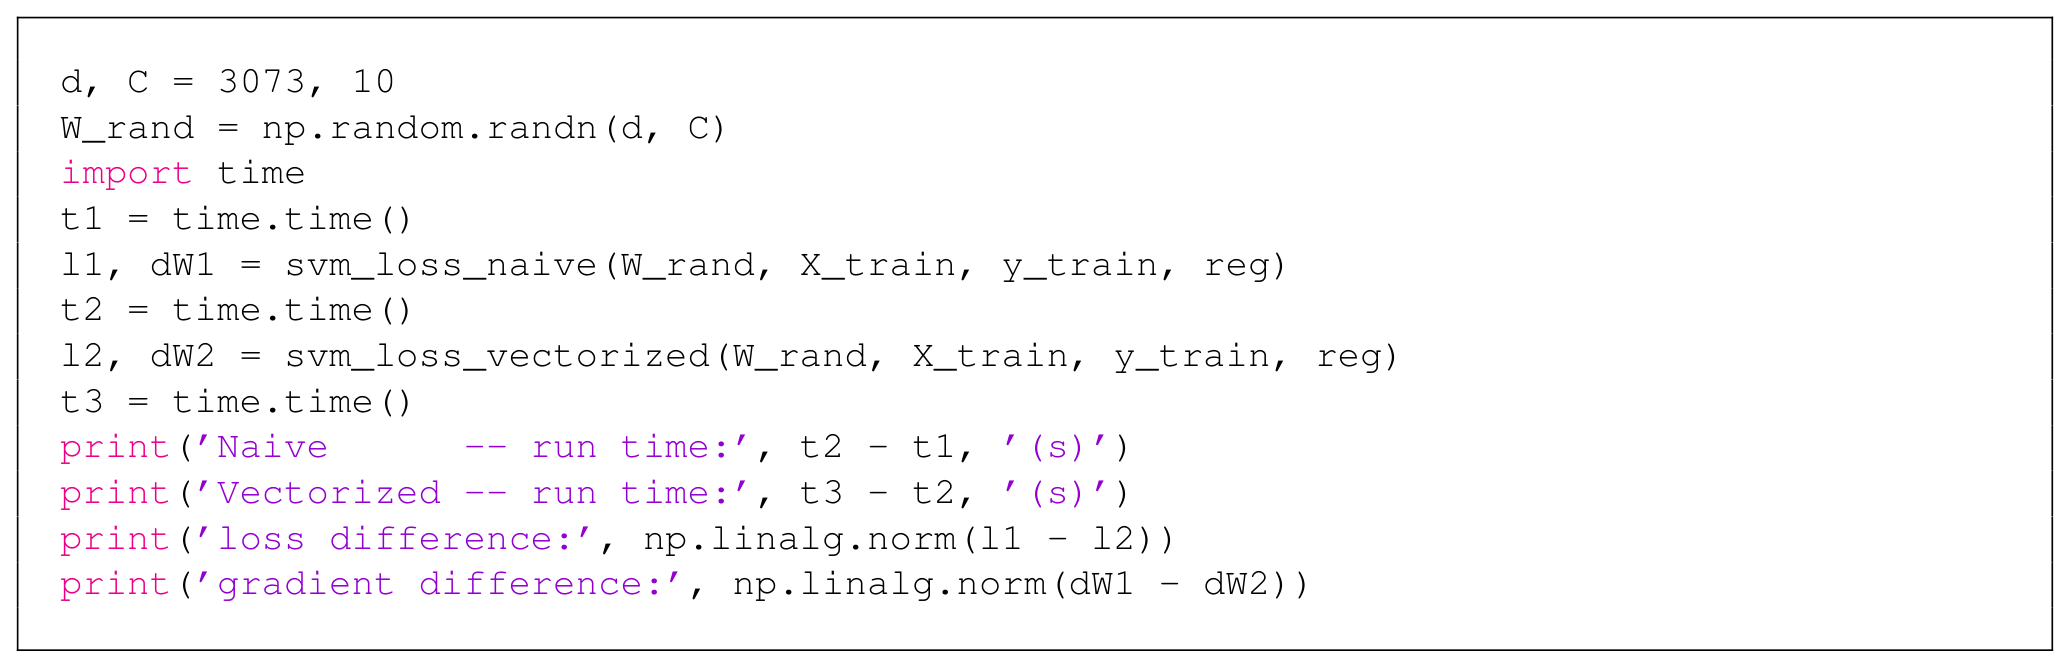 d, C = 3073, 10
W_rand = np.random.randn(d, C)
import time
t1 = time.time()
l1, dW1 = svm_loss_naive(W_rand, X_train, y_train, reg)
t2 = time.time()
l2, dW2 = svm_loss_vectorized(W_rand, X_train, y_train, reg)
t3 = time.time()
print(’Naive      -- run time:’, t2 - t1, ’(s)’)
print(’Vectorized -- run time:’, t3 - t2, ’(s)’)
print(’loss difference:’, np.linalg.norm(l1 - l2))
print(’gradient difference:’, np.linalg.norm(dW1 - dW2))